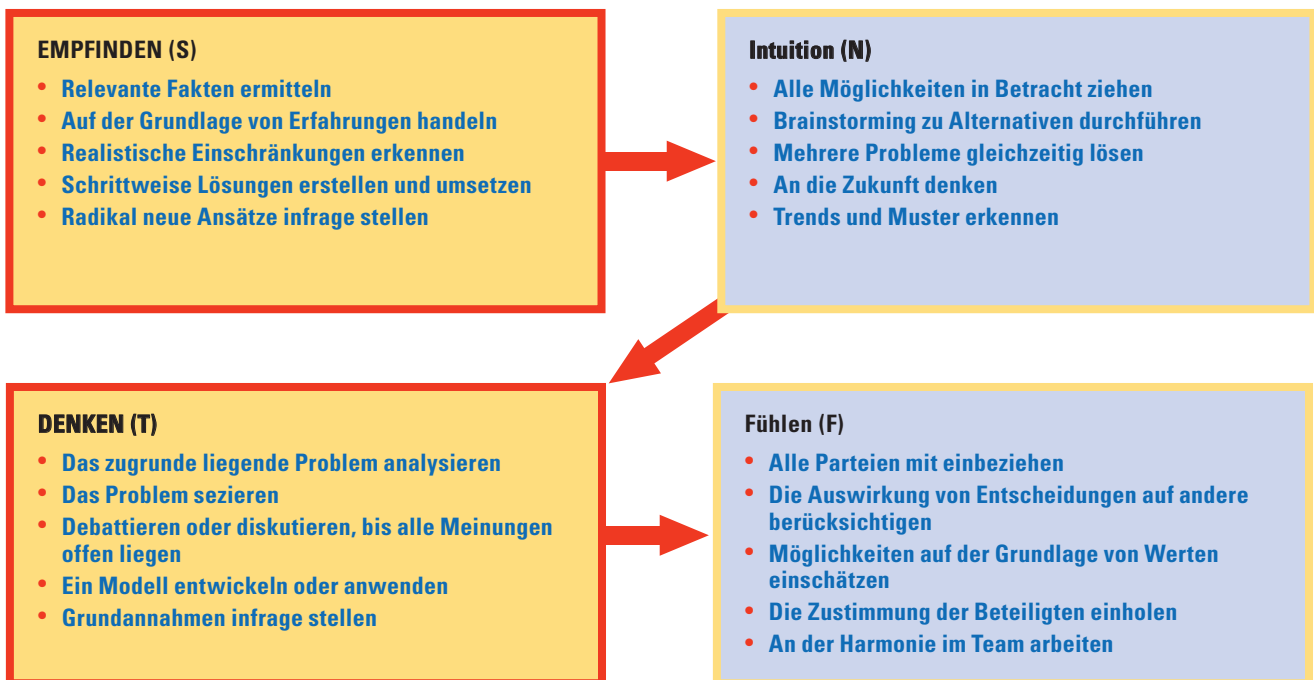 EMPFINDEN (S)
• Relevante Fakten ermitteln
• Auf der Grundlage von Erfahrungen handeln
• Realistische Einschränkungen erkennen
• Schrittweise Lösungen erstellen und umsetzen
• Radikal neue Ansätze infrage stellen
Intuition (N)
• Alle Möglichkeiten in Betracht ziehen
• Brainstorming zu Alternativen durchführen
• Mehrere Probleme gleichzeitig lösen
• An die Zukunft denken
• Trends und Muster erkennen
DENKEN (T)
• Das zugrunde liegende Problem analysieren
• Das Problem sezieren
• Debattieren oder diskutieren, bis alle Meinungen
offen liegen
• Ein Modell entwickeln oder anwenden
• Grundannahmen infrage stellen
Fühlen (F)
• Alle Parteien mit einbeziehen
• Die Auswirkung von Entscheidungen auf andere
berücksichtigen
• Möglichkeiten auf der Grundlage von Werten
einschätzen
• Die Zustimmung der Beteiligten einholen
• An der Harmonie im Team arbeiten